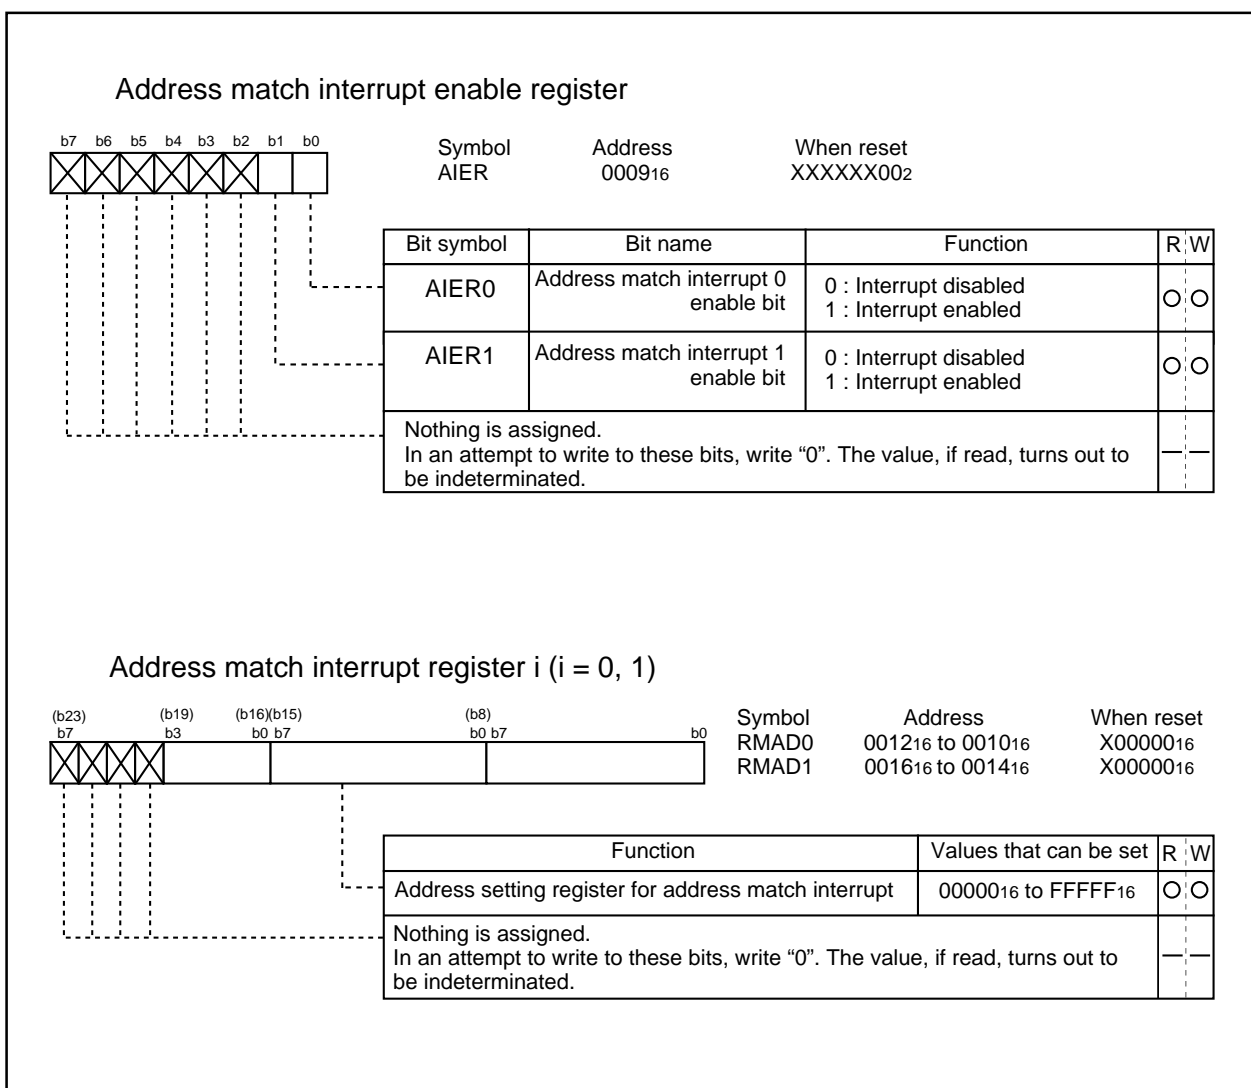 Address match interrupt enable register
b7 b6 b5 b4 b3 b2 b1 b0
Symbol Address When reset
AIER 000916 XXXXXX002
Bit symbol Bit name Function R W
AIER0 Address match interrupt 0 enable bit 0 : Interrupt disabled
1 : Interrupt enabled
AIER1 Address match interrupt 1 enable bit 0 : Interrupt disabled
1 : Interrupt enabled
Nothing is assigned.
In an attempt to write to these bits, write “0”. The value, if read, turns out to
be indeterminated.
Address match interrupt register i (i = 0, 1)
(b23) (b19) (b16)(b15) (b8)
b7 b3 b0 b7 b0 b7 b0
Symbol Address When reset
RMAD0 001216 to 001016 X0000016
RMAD1 001616 to 001416 X0000016
Function Values that can be set R W
Address setting register for address match interrupt 0000016 to FFFFF16
Nothing is assigned.
In an attempt to write to these bits, write “0”. The value, if read, turns out to
be indeterminated.